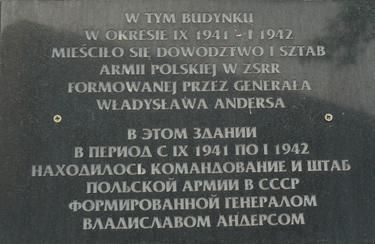 W TYM BUDYNKU
W OKRESIE IX 1941 - I 1942
MIEŚCIŁO SIĘ DOWODZTWO I SZTAB
ARMII POLSKIEJ W ZSRR
FORMOWANEJ PRZEZ GENERAŁA
WŁADYSŁAWA ANDERSA
В ЭТОМ ЗДАНИИ
В ПЕРИОД С IX 1941 ПО I 1942
НАХОДИЛОСЬ КОМАНДОВАНИЕ И ШТАБ
ПОЛЬСКОЙ АРМИИ В СССР
ФОРМИРОВАННОЙ ГЕНЕРАЛОМ
ВЛАДИСЛАВОМ АНДЕРСОМ